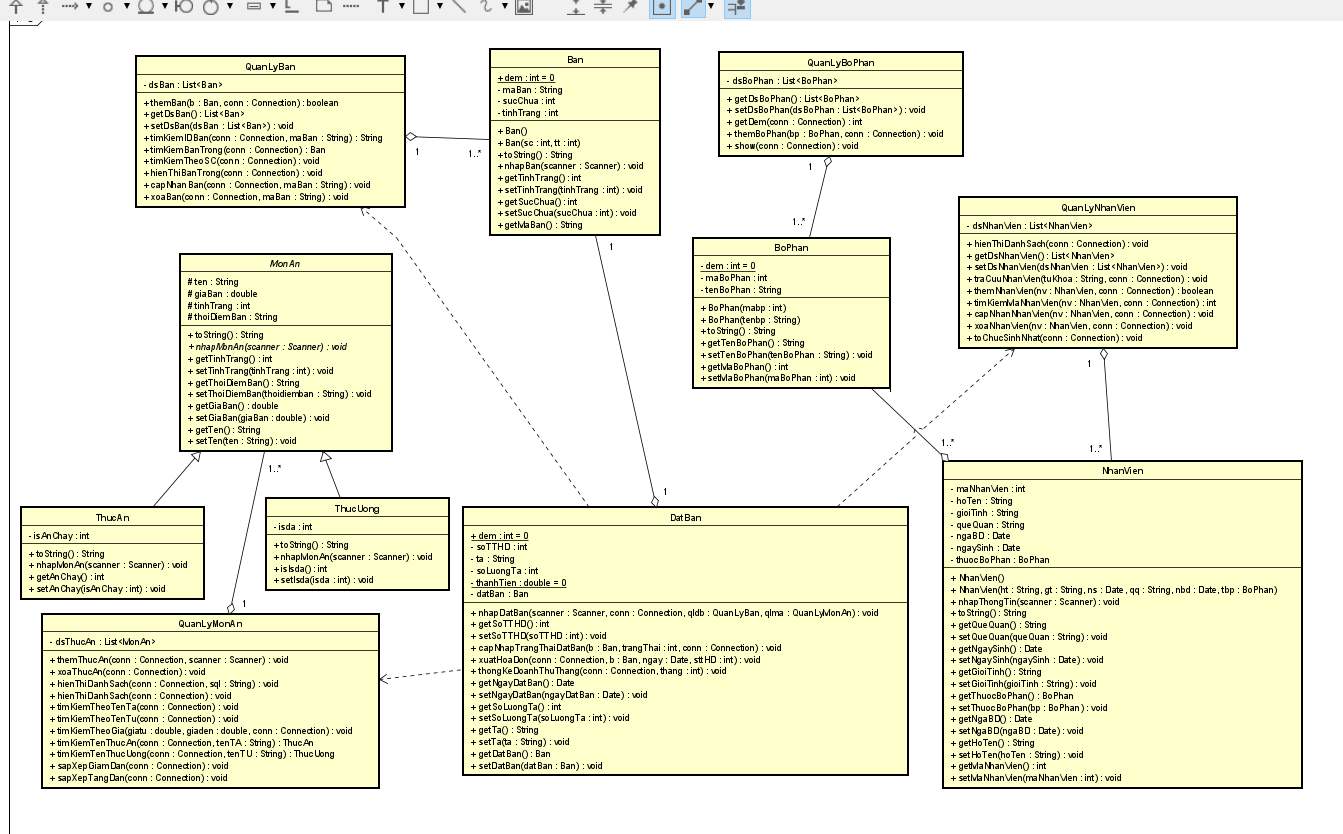 QuanLyBan
- dsBan : List<Ban>
+ themBan(b : Ban, conn : Connection) : boolean
+ getDsBan() : List<Ban>
+ setDsBan(dsBan : List<Ban>) : void
+ timKiemIDBan(conn : Connection, maBan : String) : String
+ timKiemBanTrong(conn : Connection) : Ban
+ timKiemTheoSC(conn : Connection) : void
+ hienThiBanTrong(conn : Connection) : void
+ capNhanBan(conn : Connection, maBan : String) : void
+ xoaBan(conn : Connection, maBan : String) : void
1
1..*
Ban
+ dem : int = 0
- maBan : String
- sucChua : int
- tinhTrang : int
+ Ban()
+ Ban(sc : int, tt : int)
+ toString() : String
+ nhapBan(scanner : Scanner) : void
+ getTinhTrang() : int
+ setTinhTrang(tinhTrang : int) : void
+ getSucChua() : int
+ setSucChua(sucChua : int) : void
+ getMaBan() : String
1
QuanLyBoPhan
- dsBoPhan : List<BoPhan>
+ getDsBoPhan() : List<BoPhan>
+ setDsBoPhan(dsBoPhan : List<BoPhan>) : void
+ getDem(conn : Connection) : int
+ themBoPhan(bp : BoPhan, conn : Connection) : void
+ show(conn : Connection) : void
1
1..*
QuanLyNhanVien
- dsNhanVien : List<NhanVien>
+ hienThiDanhSach(conn : Connection) : void
+ getDsNhanVien() : List<NhanVien>
+ setDsNhanVien(dsNhanVien : List<NhanVien>) : void
+ traCuuNhanVien(tuKhoa : String, conn : Connection) : void
+ themNhanVien(nv : NhanVien, conn : Connection) : boolean
+ timKiemMaNhanVien(nv : NhanVien, conn : Connection) : int
+ capNhanNhanVien(nv : NhanVien, conn : Connection) : void
+ xoaNhanVien(nv : NhanVien, conn : Connection) : void
+ toChucSinhNhat(conn : Connection) : void
1
1..*
BoPhan
- dem : int = 0
- maBoPhan : int
- tenBoPhan : String
+ BoPhan(mabp : int)
+ BoPhan(tenbp : String)
+ toString() : String
+ getTenBoPhan() : String
+ setTenBoPhan(tenBoPhan : String) : void
+ getMaBoPhan() : int
+ setMaBoPhan(maBoPhan : int) : void
1
1..*
MonAn
# ten : String
# giaBan : double
# tinhTrang : int
# thoiDiemBan : String
+ toString() : String
+ nhapMonAn(scanner : Scanner) : void
+ getTinhTrang() : int
+ setTinhTrang(tinhTrang : int) : void
+ getThoiDiemBan() : String
+ setThoiDiemBan(thoidiemban : String) : void
+ getGiaBan() : double
+ setGiaBan(giaBan : double) : void
+ getTen() : String
+ setTen(ten : String) : void
1..*
ThucAn
- isAnChay : int
+ toString() : String
+ nhapMonAn(scanner : Scanner) : void
+ getAnChay() : int
+ setAnChay(isAnChay : int) : void
ThucUong
- isda : int
+ toString() : String
+ nhapMonAn(scanner : Scanner) : void
+ isIsda() : int
+ setIsda(isda : int) : void
1
QuanLyMonAn
- dsThucAn : List<MonAn>
+ themThucAn(conn : Connection, scanner : Scanner) : void
+ xoaThucAn(conn : Connection) : void
+ hienThiDanhSach(conn : Connection, sql : String) : void
+ hienThiDanhSach(conn : Connection) : void
+ timKiemTheoTenTa(conn : Connection) : void
+ timKiemTheoTenTu(conn : Connection) : void
+ timKiemTheoGia(giatu : double, giaden : double, conn : Connection) : void
+ timKiemTenThucAn(conn : Connection, tenTA : String) : ThucAn
+ timKiemTenThucUong(conn : Connection, tenTU : String) : ThucUong
+ sapXepGiamDan(conn : Connection) : void
+ sapXepTangDan(conn : Connection) : void
1
DatBan
+ dem : int = 0
- soTTHD : int
- ta : String
- soLuongTa : int
- thanhTien : double = 0
- datBan : Ban
+ nhapDatBan(scanner : Scanner, conn : Connection, qldb : QuanLyBan, qlma : QuanLyMonAn) : void
+ getSoTTHD() : int
+ setSoTTHD(soTTHD : int) : void
+ capNhapTrangThaiDatBan(b : Ban, trangThai : int, conn : Connection) : void
+ xuatHoaDon(conn : Connection, b : Ban, ngay : Date, sttHD : int) : void
+ thongKeDoanhThuThang(conn : Connection, thang : int) : void
+ getNgayDatBan() : Date
+ setNgayDatBan(ngayDatBan : Date) : void
+ getSoLuongTa() : int
+ setSoLuongTa(soLuongTa : int) : void
+ getTa() : String
+ setTa(ta : String) : void
+ getDatBan() : Ban
+ setDatBan(datBan : Ban) : void
NhanVien
- maNhanVien : int
- hoTen : String
- gioiTinh : String
- queQuan : String
- ngaBD : Date
- ngaySinh : Date
- thuocBoPhan : BoPhan
+ NhanVien()
+ NhanVien(ht : String, gt : String, ns : Date, qq : String, nbd : Date, tbp : BoPhan)
+ nhapThongTin(scanner : Scanner) : void
+ toString() : String
+ getQueQuan() : String
+ setQueQuan(queQuan : String) : void
+ getNgaySinh() : Date
+ setNgaySinh(ngaySinh : Date) : void
+ getGioiTinh() : String
+ setGioiTinh(gioiTinh : String) : void
+ getThuocBoPhan() : BoPhan
+ setThuocBoPhan(bp : BoPhan) : void
+ getNgaBD() : Date
+ setNgaBD(ngaBD : Date) : void
+ getHoTen() : String
+ setHoTen(hoTen : String) : void
+ getMaNhanVien() : int
+ setMaNhanVien(maNhanVien : int) : void